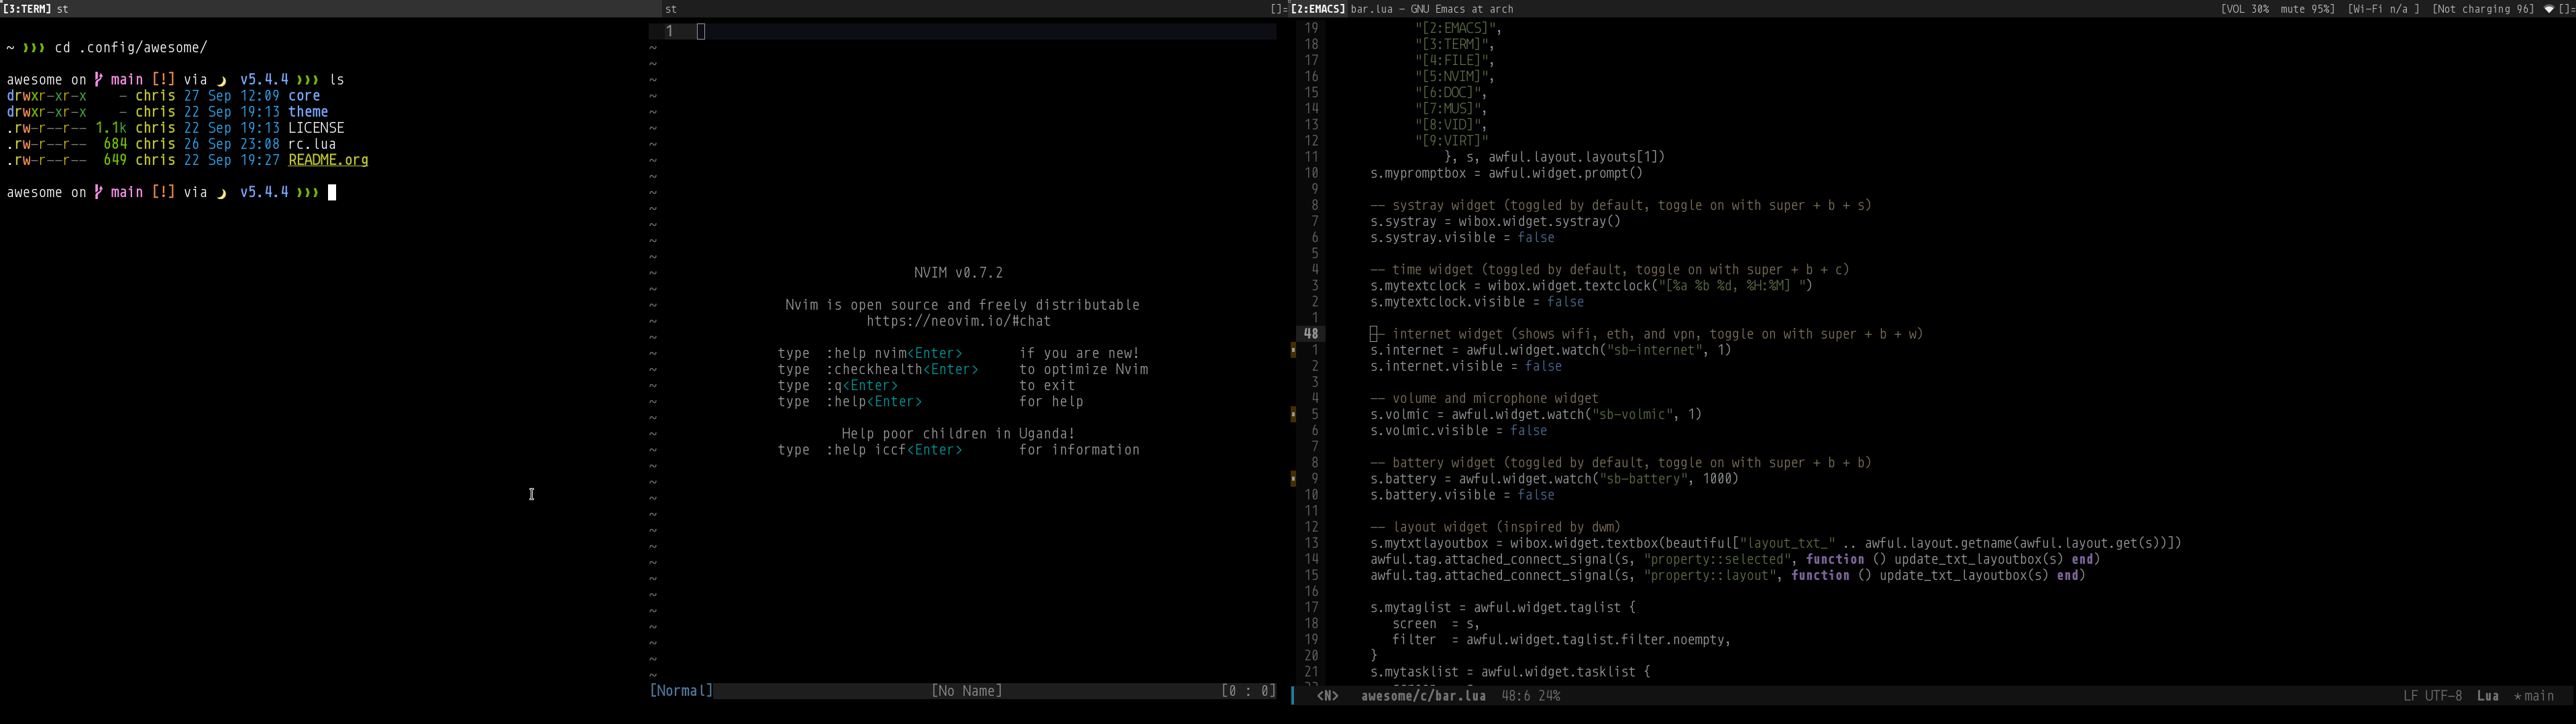 [3:TERM] st
~ ❯❯❯ cd .config/awesome/
awesome on main [!] via v5.4.4 ❯❯❯ ls
drwxr-xr-x - chris 27 Sep 12:09 core
drwxr-xr-x - chris 22 Sep 19:13 theme
.rw-r--r-- 1.1k chris 22 Sep 19:13 LICENSE
.rw-r--r-- 684 chris 26 Sep 23:08 rc.lua
.rw-r--r-- 649 chris 22 Sep 19:27 README.org
awesome on main [!] via v5.4.4 ❯❯❯
st []=
1
~
~
~
~
~
~
~
~
~
~
~
~
~
~
~ NVIM v0.7.2
~
~ Nvim is open source and freely distributable
~ https://neovim.io/#chat
~
~ type :help nvim<Enter> if you are new!
~ type :checkhealth<Enter> to optimize Nvim
~ type :q<Enter> to exit
~ type :help<Enter> for help
~
~ Help poor children in Uganda!
~ type :help iccf<Enter> for information
~
~
~
~
~
~
~
~
~
~
~
~
~
~
[Normal] [No Name] [0 : 0]
[2:EMACS] bar.lua - GNU Emacs at arch [VOL 30% mute 95%] [Wi-Fi n/a ] [Not charging 96] []=
19 "[2:EMACS]",
18 "[3:TERM]",
17 "[4:FILE]",
16 "[5:NVIM]",
15 "[6:DOC]",
14 "[7:MUS]",
13 "[8:VID]",
12 "[9:VIRT]"
11 }, s, awful.layout.layouts[1])
10 s.mypromptbox = awful.widget.prompt()
9
8 -- systray widget (toggled by default, toggle on with super + b + s)
7 s.systray = wibox.widget.systray()
6 s.systray.visible = false
5
4 -- time widget (toggled by default, toggle on with super + b + c)
3 s.mytextclock = wibox.widget.textclock("[%a %b %d, %H:%M] ")
2 s.mytextclock.visible = false
1
48 -- internet widget (shows wifi, eth, and vpn, toggle on with super + b + w)
1 s.internet = awful.widget.watch("sb-internet", 1)
2 s.internet.visible = false
3
4 -- volume and microphone widget
5 s.volmic = awful.widget.watch("sb-volmic", 1)
6 s.volmic.visible = false
7
8 -- battery widget (toggled by default, toggle on with super + b + b)
9 s.battery = awful.widget.watch("sb-battery", 1000)
10 s.battery.visible = false
11
12 -- layout widget (inspired by dwm)
13 s.mytxtlayoutbox = wibox.widget.textbox(beautiful["layout_txt_" .. awful.layout.getname(awful.layout.get(s))])
14 awful.tag.attached_connect_signal(s, "property::selected", function () update_txt_layoutbox(s) end)
15 awful.tag.attached_connect_signal(s, "property::layout", function () update_txt_layoutbox(s) end)
16
17 s.mytaglist = awful.widget.taglist {
18 screen = s,
19 filter = awful.widget.taglist.filter.noempty,
20 }
21 s.mytasklist = awful.widget.tasklist {
<N> awesome/c/bar.lua 48:6 24% LF UTF-8 Lua *main